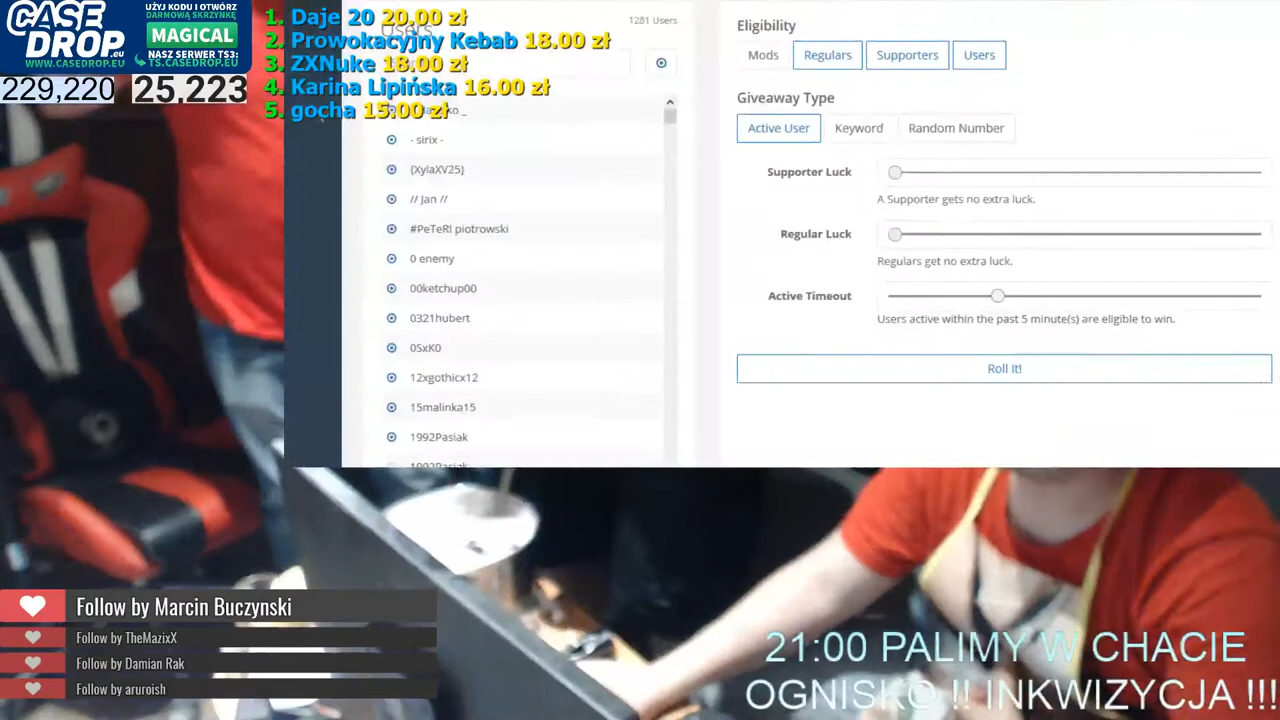 CASE
DROP
.eu
WWW.CASEDROP.EU
UŻYJ KODU I OTWÓRZ
DARMOWĄ SKRZYNKĘ
MAGICAL
NASZ SERWER TS3:
TS.CASEDROP.EU
229,220
25,223
1. Daje 20 20.00 zł
2. Prowokacyjny Kebab 18.00 zł
3. ZXNuke 18.00 zł
4. Karina Lipińska 16.00 zł
5. gocha 15.00 zł
Users
1281 Users
- sirix -
{XylaXV25}
// Jan //
#PeTeR! piotrowski
0 enemy
00ketchup00
0321hubert
0SxK0
12xgothicx12
15malinka15
1992Pasiak
1992Pasiak
Eligibility
Mods Regulars Supporters Users
Giveaway Type
Active User Keyword Random Number
Supporter Luck
A Supporter gets no extra luck.
Regular Luck
Regulars get no extra luck.
Active Timeout
Users active within the past 5 minute(s) are eligible to win.
Roll It!
Follow by Marcin Buczynski
Follow by TheMazixX
Follow by Damian Rak
Follow by aruroish
21:00 PALIMY W CHACIE
OGNISKO !! INKWIZYCJA !!!